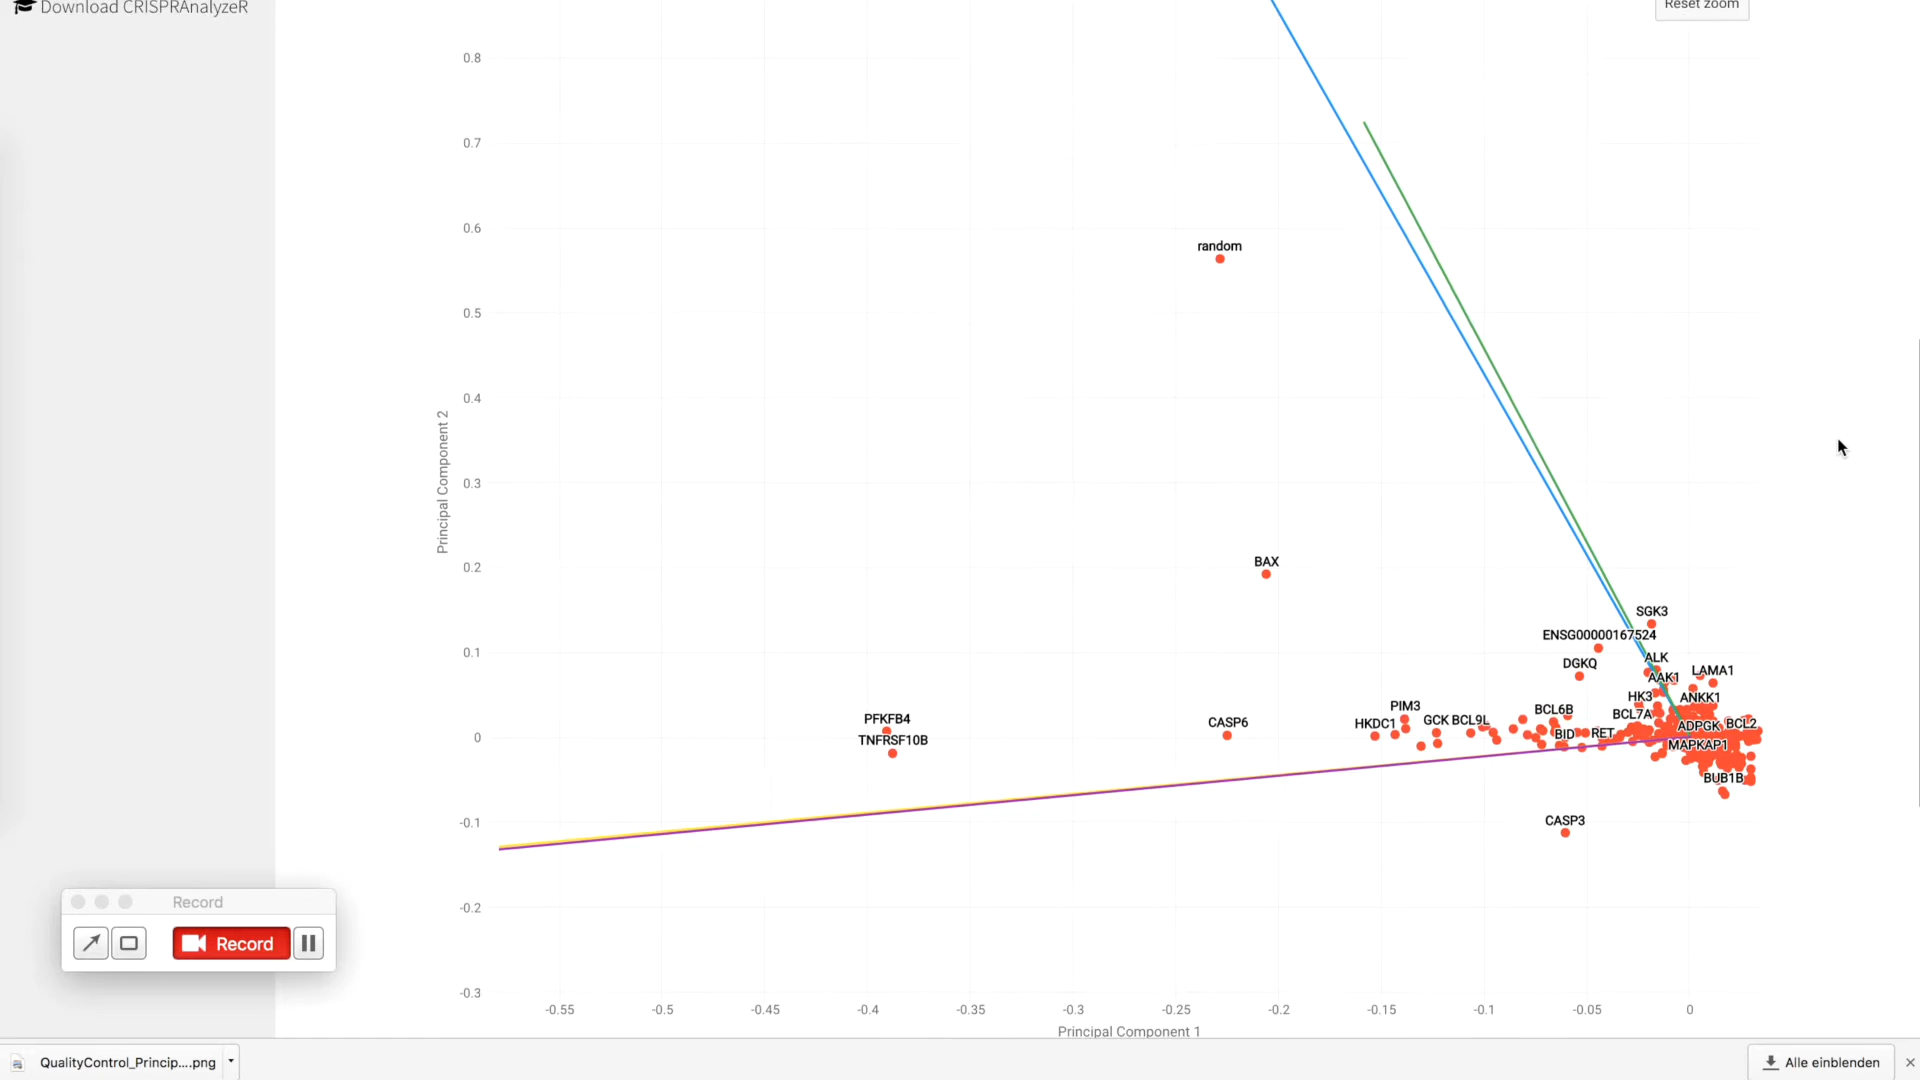 Download CRISPRAnalyzeR
Reset zoom
0.8
0.7
0.6
0.5
0.4
0.3
0.2
0.1
0
-0.1
-0.2
-0.3
Principal Component 2
random
BAX
SGK3
ENSG00000167524
ALK
DGKQ
LAMA1
AAK1
HK3
ANKK1
PIM3
BCL6B
BCL7A
PFKFB4
CASP6
HKDC1
GCK
BCL9L
BCL2
ADPGK
BID
RET
TNFRSF10B
MAPKAP1
BUB1B
CASP3
-0.55
-0.5
-0.45
-0.4
-0.35
-0.3
-0.25
-0.2
-0.15
-0.1
-0.05
0
Principal Component 1
Record
Record
QualityControl_Princip....png
Alle einblenden